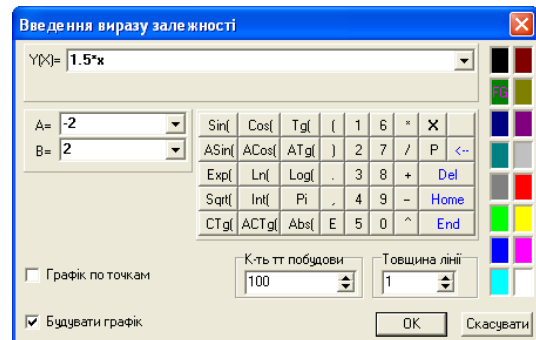 Введення виразу залежності
Y(X)= 1.5*x
FG
A= -2
B= 2
Sin( Cos( Tg( ( 1 6 * X
ASin( ACos( ATg( ) 2 7 / P <--
Exp( Ln( Log( . 3 8 + Del
Sqrt( Int( Pi , 4 9 - Home
CTg( ACTg( Abs( E 5 0 ^ End
Графік по точкам
К-ть тт побудови
100
Товщина лінії
1
Будувати графік
OK
Скасувати